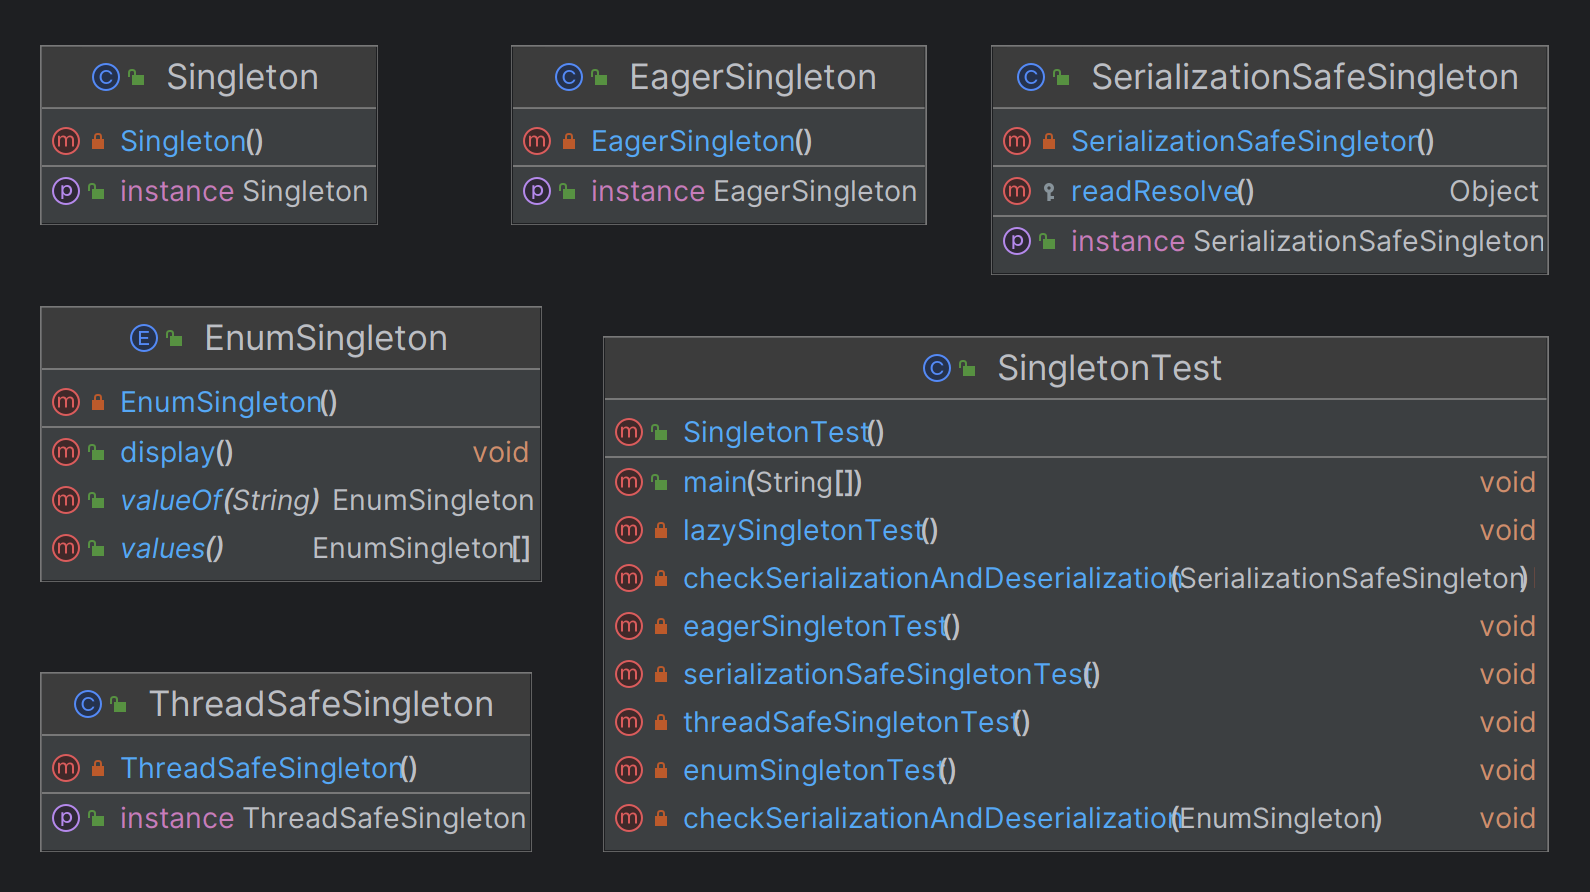 Singleton
Singleton()
instance Singleton
EagerSingleton
EagerSingleton()
instance EagerSingleton
SerializationSafeSingleton
SerializationSafeSingleton()
readResolve() Object
instance SerializationSafeSingleton
EnumSingleton
EnumSingleton()
display() void
valueOf(String) EnumSingleton
values() EnumSingleton[]
SingletonTest
SingletonTest()
main(String[]) void
lazySingletonTest() void
checkSerializationAndDeserialization(SerializationSafeSingleton)
eagerSingletonTest() void
serializationSafeSingletonTest() void
threadSafeSingletonTest() void
enumSingletonTest() void
checkSerializationAndDeserialization(EnumSingleton) void
ThreadSafeSingleton
ThreadSafeSingleton()
instance ThreadSafeSingleton